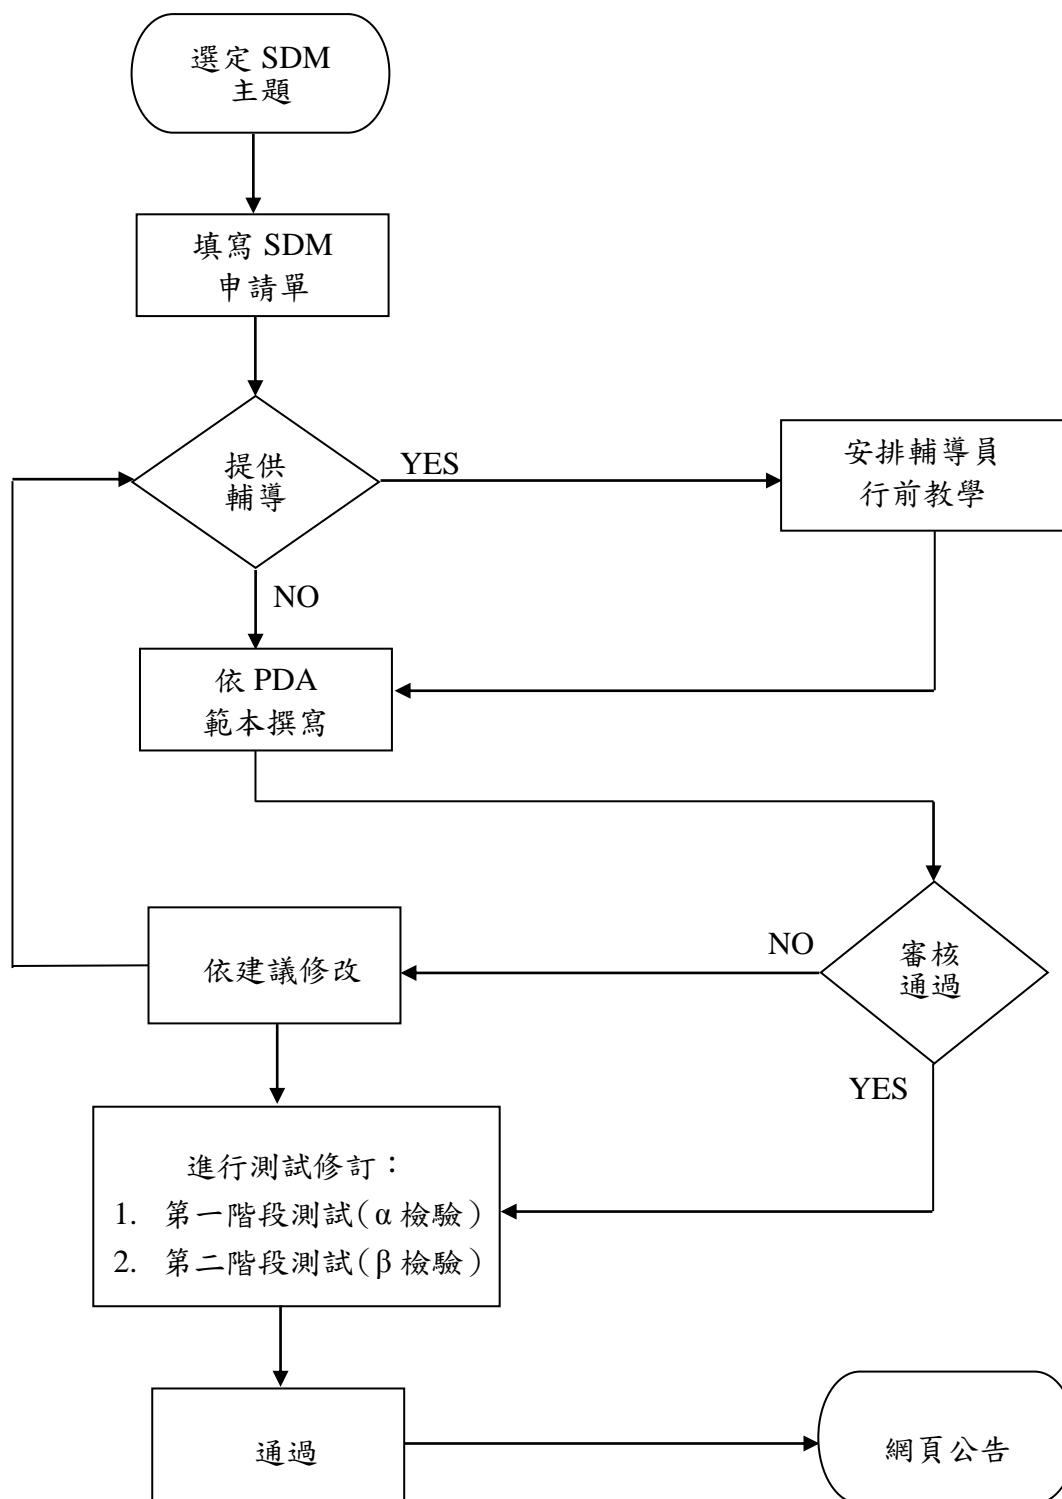 選定 SDM
主題
填寫 SDM
申請單
提供
輔導
YES
安排輔導員
行前教學
NO
依 PDA
範本撰寫
審核
通過
NO
依建議修改
YES
進行測試修訂：
1. 第一階段測試(α 檢驗)
2. 第二階段測試(β 檢驗)
通過
網頁公告